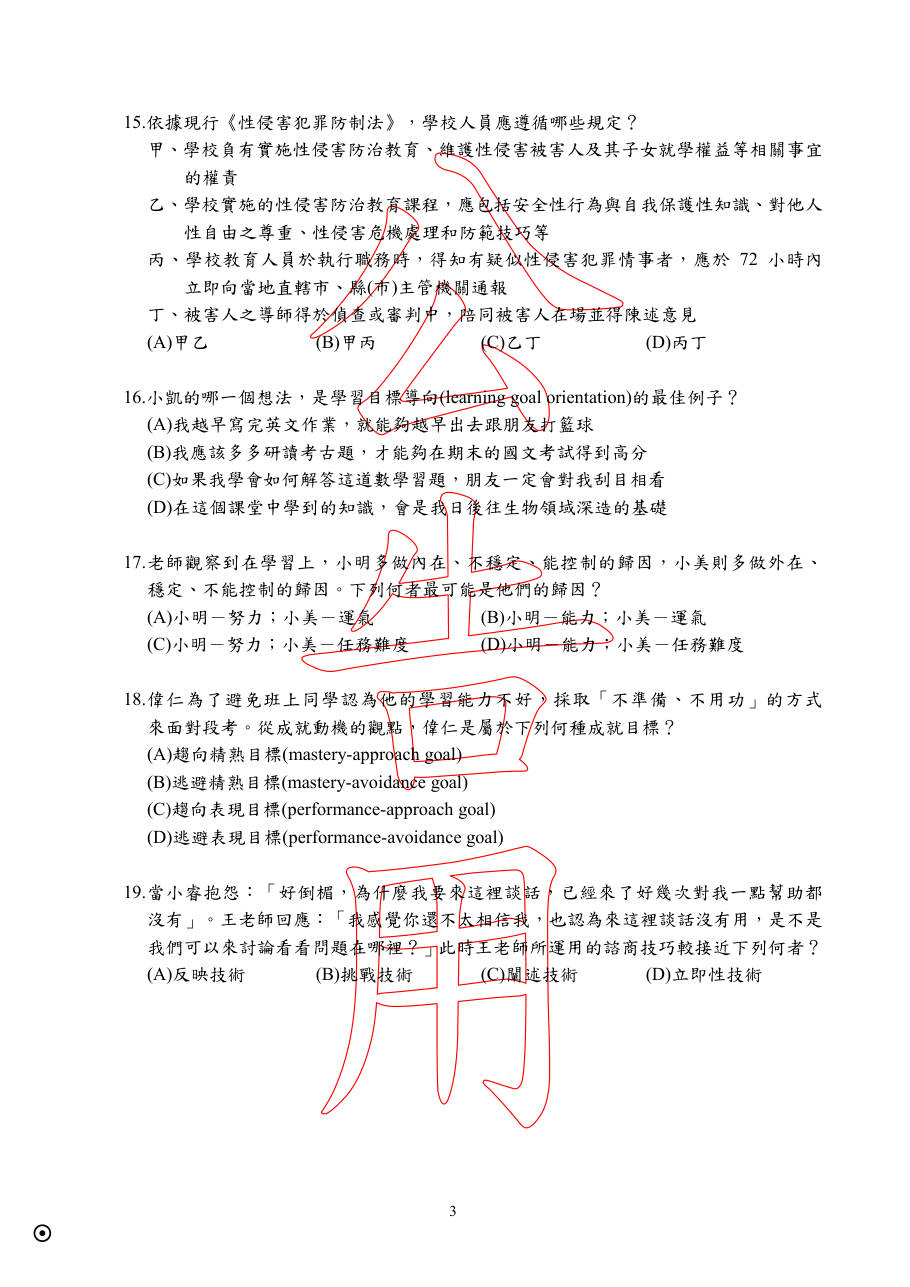 15.依據現行《性侵害犯罪防制法》，學校人員應遵循哪些規定？
甲、學校負有實施性侵害防治教育、維護性侵害被害人及其子女就學權益等相關事宜
的權責
乙、學校實施的性侵害防治教育課程，應包括安全性行為與自我保護性知識、對他人
性自由之尊重、性侵害危機處理和防範技巧等
丙、學校教育人員於執行職務時，得知有疑似性侵害犯罪情事者，應於 72 小時內
立即向當地直轄市、縣(市)主管機關通報
丁、被害人之導師得於偵查或審判中，陪同被害人在場並得陳述意見
(A)甲乙 (B)甲丙 (C)乙丁 (D)丙丁
16.小凱的哪一個想法，是學習目標導向(learning goal orientation)的最佳例子？
(A)我越早寫完英文作業，就能夠越早出去跟朋友打籃球
(B)我應該多多研讀考古題，才能夠在期末的國文考試得到高分
(C)如果我學會如何解答這道數學習題，朋友一定會對我刮目相看
(D)在這個課堂中學到的知識，會是我日後往生物領域深造的基礎
17.老師觀察到在學習上，小明多做內在、不穩定、能控制的歸因，小美則多做外在、
穩定、不能控制的歸因。下列何者最可能是他們的歸因？
(A)小明－努力；小美－運氣 (B)小明－能力；小美－運氣
(C)小明－努力；小美－任務難度 (D)小明－能力；小美－任務難度
18.偉仁為了避免班上同學認為他的學習能力不好，採取「不準備、不用功」的方式
來面對段考。從成就動機的觀點，偉仁是屬於下列何種成就目標？
(A)趨向精熟目標(mastery-approach goal)
(B)逃避精熟目標(mastery-avoidance goal)
(C)趨向表現目標(performance-approach goal)
(D)逃避表現目標(performance-avoidance goal)
19.當小睿抱怨：「好倒楣，為什麼我要來這裡談話，已經來了好幾次對我一點幫助都
沒有」。王老師回應：「我感覺你還不太相信我，也認為來這裡談話沒有用，是不是
我們可以來討論看看問題在哪裡？」此時王老師所運用的諮商技巧較接近下列何者？
(A)反映技術 (B)挑戰技術 (C)闡述技術 (D)立即性技術
公告用
3